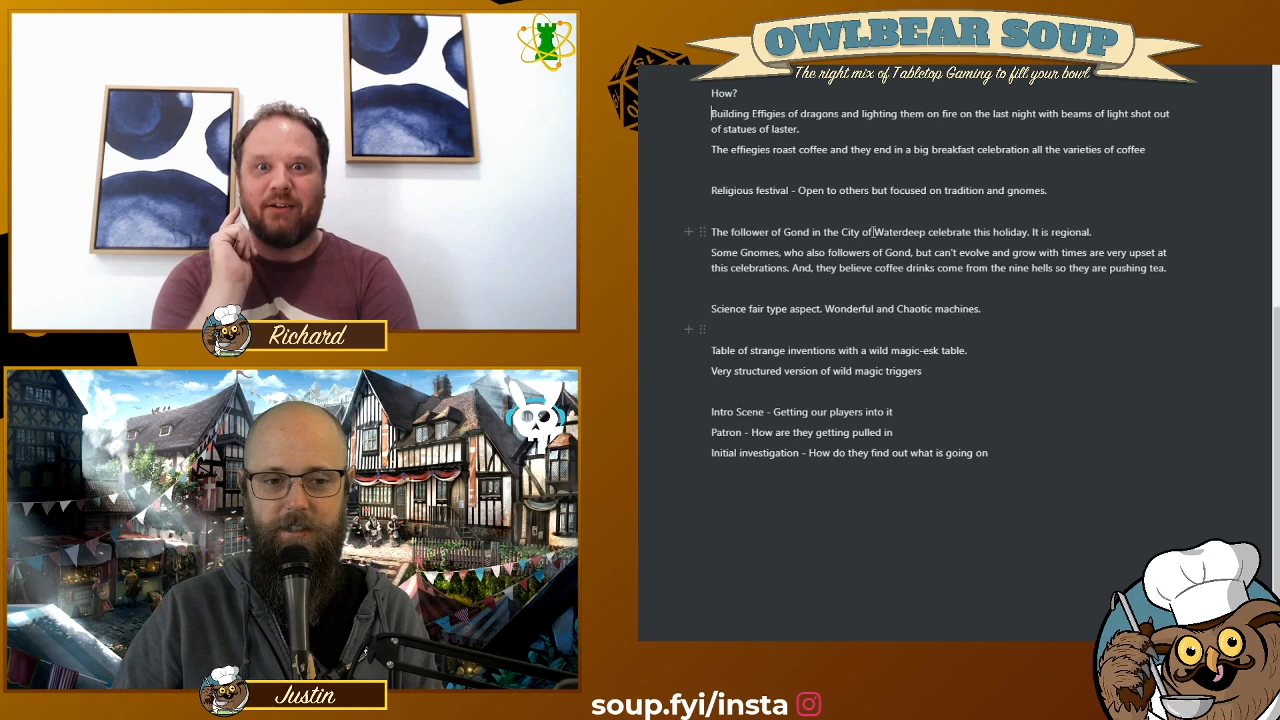 OWLBEAR SOUP
The right mix of Tabletop Gaming to fill your bowl
How?
Building Effigies of dragons and lighting them on fire on the last night with beams of light shot out
of statues of laster.
The effiegies roast coffee and they end in a big breakfast celebration all the varieties of coffee
Religious festival - Open to others but focused on tradition and gnomes.
The follower of Gond in the City of Waterdeep celebrate this holiday. It is regional.
Some Gnomes, who also followers of Gond, but can't evolve and grow with times are very upset at
this celebrations. And, they believe coffee drinks come from the nine hells so they are pushing tea.
Science fair type aspect. Wonderful and Chaotic machines.
Table of strange inventions with a wild magic-esk table.
Very structured version of wild magic triggers
Intro Scene - Getting our players into it
Patron - How are they getting pulled in
Initial investigation - How do they find out what is going on
Richard
Justin
soup.fyi/insta